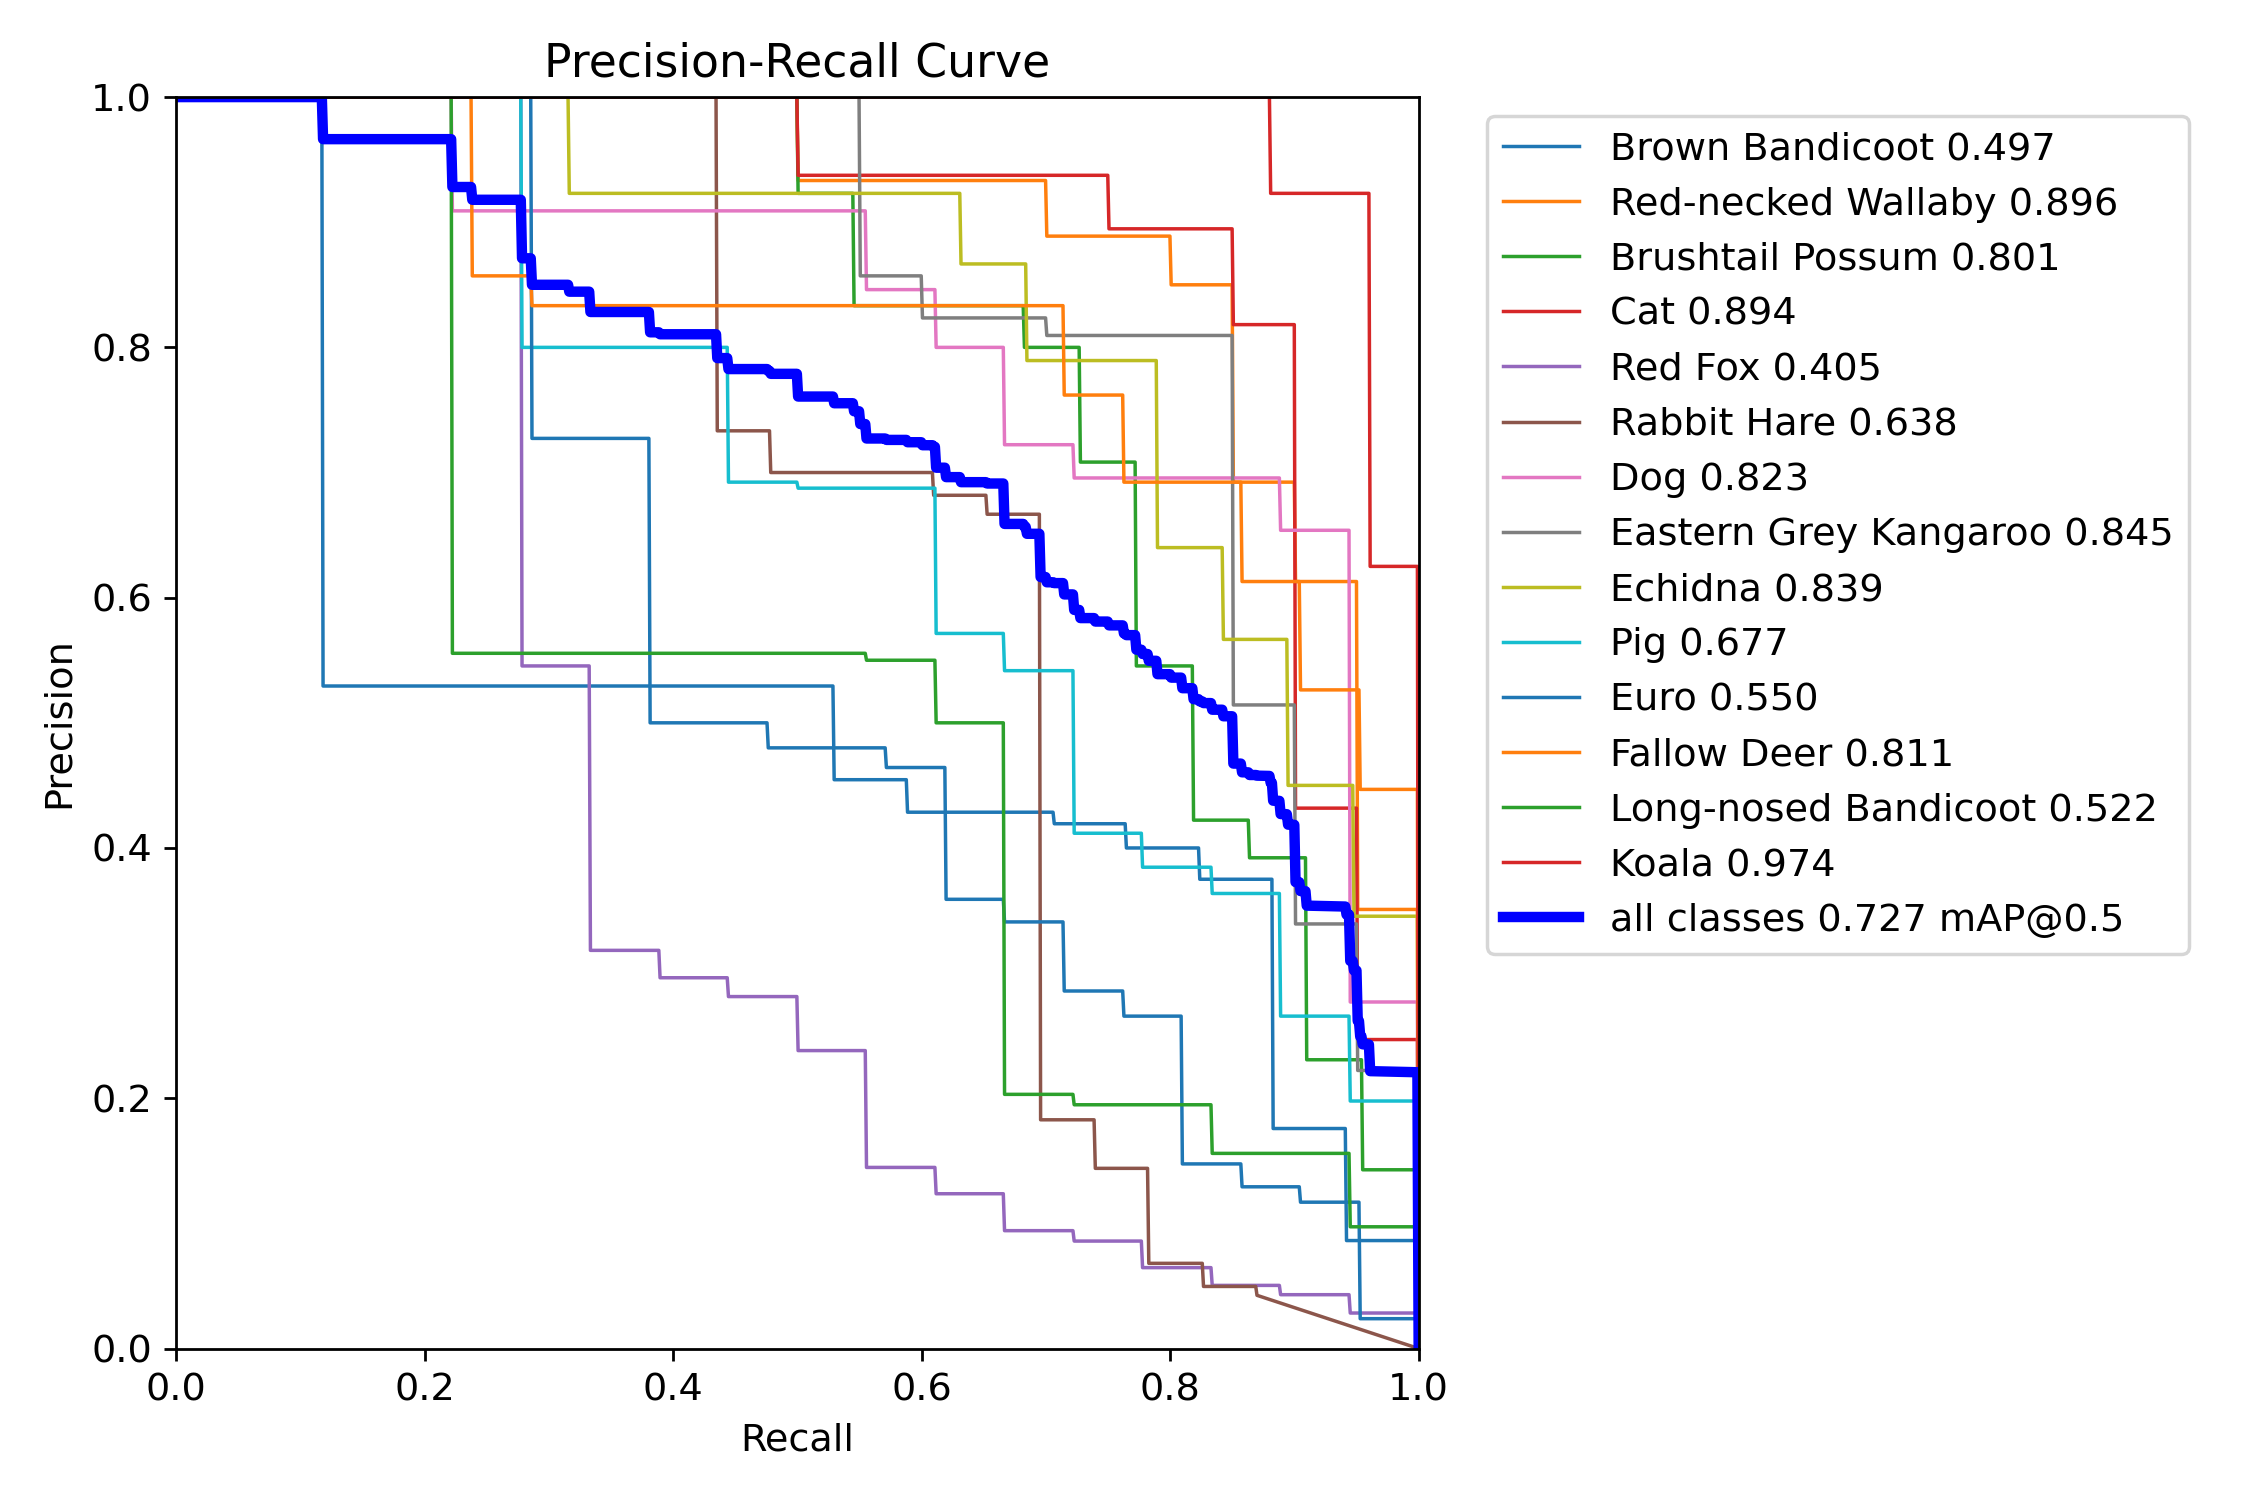 Precision-Recall Curve
1.0
0.8
0.6
0.4
0.2
0.0
Precision
0.0 0.2 0.4 0.6 0.8 1.0
Recall
Brown Bandicoot 0.497
Red-necked Wallaby 0.896
Brushtail Possum 0.801
Cat 0.894
Red Fox 0.405
Rabbit Hare 0.638
Dog 0.823
Eastern Grey Kangaroo 0.845
Echidna 0.839
Pig 0.677
Euro 0.550
Fallow Deer 0.811
Long-nosed Bandicoot 0.522
Koala 0.974
all classes 0.727 mAP@0.5